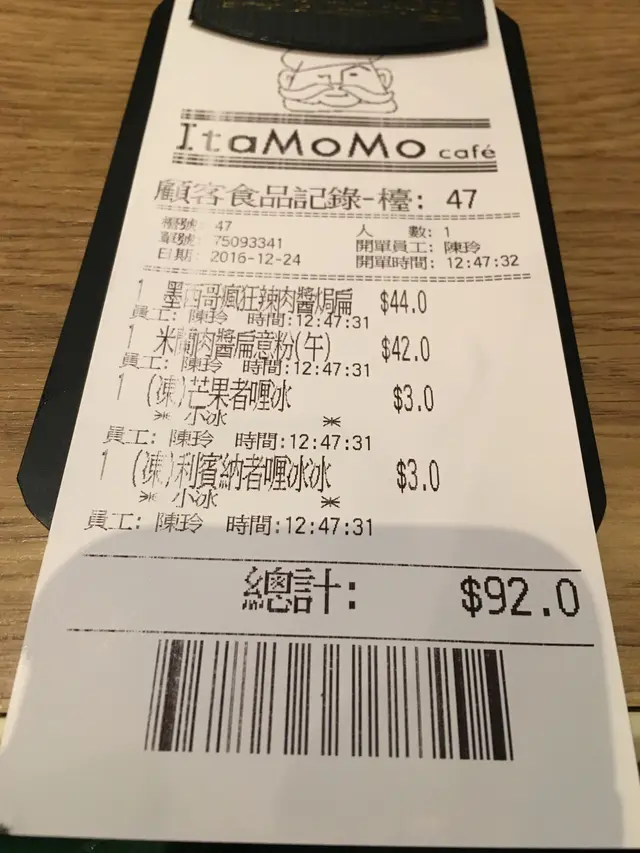 ItaMoMo café
顧客食品記錄-檯: 47
檯號: 47 人 數: 1
單號: 75093341 開單員工: 陳玲
日期: 2016-12-24 開單時間: 12:47:32
1 墨西哥瘋狂辣肉醬焗扁 $44.0
員工: 陳玲 時間:12:47:31
1 米蘭肉醬扁意粉(午) $42.0
員工: 陳玲 時間:12:47:31
1 (凍)芒果者喱冰 $3.0
* 小冰 *
員工: 陳玲 時間:12:47:31
1 (凍)利賓納者喱冰冰 $3.0
* 小冰 *
員工: 陳玲 時間:12:47:31
總計: $92.0